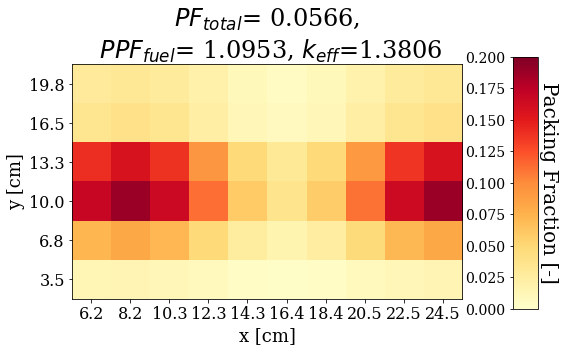 PF_total= 0.0566,
PPF_fuel= 1.0953, k_eff=1.3806
y [cm]
19.8
16.5
13.3
10.0
6.8
3.5
6.2 8.2 10.3 12.3 14.3 16.4 18.4 20.5 22.5 24.5
x [cm]
0.200
0.175
0.150
0.125
0.100
0.075
0.050
0.025
0.000
Packing Fraction [-]